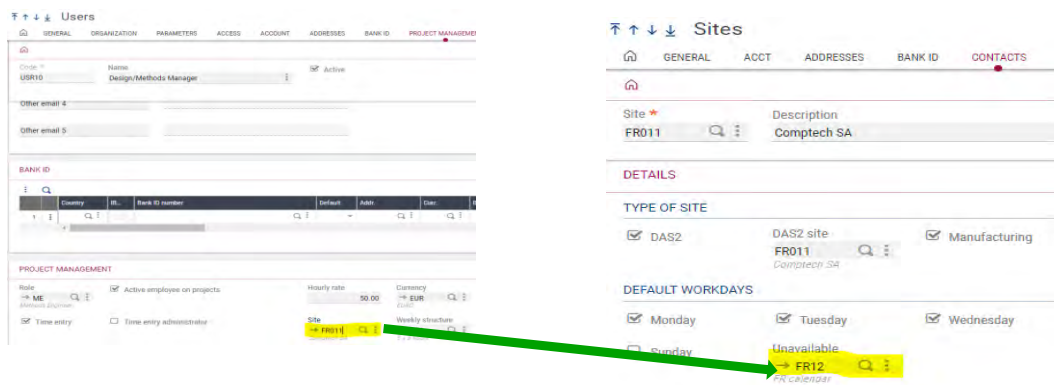 Users
GENERAL ORGANIZATION PARAMETERS ACCESS ACCOUNT ADDRESSES BANK ID PROJECT MANAGEME
Code * Name Active
USR10 Design/Methods Manager
Other email 4
Other email 5
BANK ID
Country Bank ID number Default Addr. User
1
PROJECT MANAGEMENT
Role Active employee on projects Hourly rate Currency
ME 50.00 EUR
Time entry Time entry administrator Site Weekly structure
FR011
Sites
GENERAL ACCT ADDRESSES BANK ID CONTACTS
Site * Description
FR011 Comptech SA
DETAILS
TYPE OF SITE
DAS2 DAS2 site Manufacturing
FR011
Comptech SA
DEFAULT WORKDAYS
Monday Tuesday Wednesday
Sunday Unavailable
FR12
FR calendar